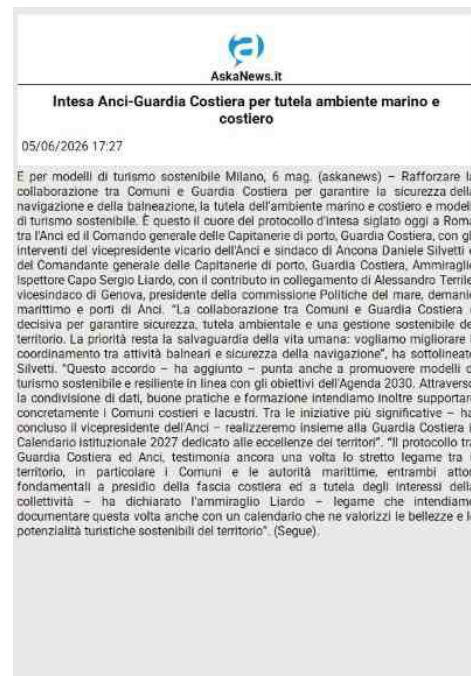 AskaNews.it
Intesa Anci-Guardia Costiera per tutela ambiente marino e
costiero
05/06/2026 17:27
E per modelli di turismo sostenibile Milano, 6 mag. (askanews) – Rafforzare la
collaborazione tra Comuni e Guardia Costiera per garantire la sicurezza della
navigazione e della balneazione, la tutela dell'ambiente marino e costiero e model
di turismo sostenibile. È questo il cuore del protocollo d'intesa siglato oggi a Roma
tra l'Anci ed il Comando generale delle Capitanerie di porto, Guardia Costiera, con gl
interventi del vicepresidente vicario dell'Anci e sindaco di Ancona Daniele Silvetti e
del Comandante generale delle Capitanerie di porto, Guardia Costiera, Ammiraglio
Ispettore Capo Sergio Liardo, con il contributo in collegamento di Alessandro Terrile,
vicesindaco di Genova, presidente della commissione Politiche del mare, demanio
marittimo e porti di Anci. "La collaborazione tra Comuni e Guardia Costiera
decisiva per garantire sicurezza, tutela ambientale e una gestione sostenibile de
territorio. La priorità resta la salvaguardia della vita umana: vogliamo migliorare i
coordinamento tra attività balneari e sicurezza della navigazione", ha sottolineato
Silvetti. "Questo accordo – ha aggiunto – punta anche a promuovere modelli di
turismo sostenibile e resiliente in linea con gli obiettivi dell'Agenda 2030. Attraverso
la condivisione di dati, buone pratiche e formazione intendiamo inoltre supportare
concretamente i Comuni costieri e lacustri. Tra le iniziative più significative – ha
concluso il vicepresidente dell'Anci – realizzeremo insieme alla Guardia Costiera i
Calendario istituzionale 2027 dedicato alle eccellenze dei territori". "Il protocollo tra
Guardia Costiera ed Anci, testimonia ancora una volta lo stretto legame tra i
territorio, in particolare i Comuni e le autorità marittime, entrambi attor
fondamentali a presidio della fascia costiera ed a tutela degli interessi della
collettività – ha dichiarato l'ammiraglio Liardo – legame che intendiamo
documentare questa volta anche con un calendario che ne valorizzi le bellezze e le
potenzialità turistiche sostenibili del territorio". (Segue).